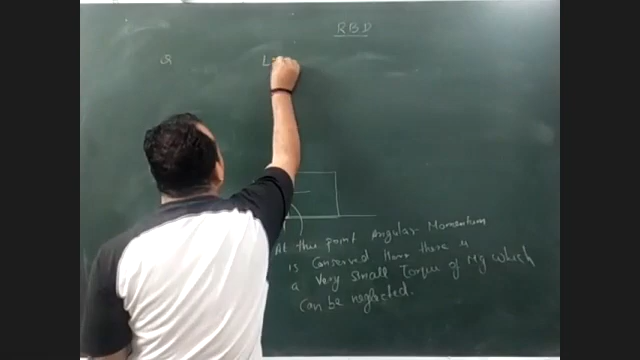 RBD
Q
L =
At this point Angular Momentum
is conserved Here there is
a very small Torque of Mg which
can be neglected.